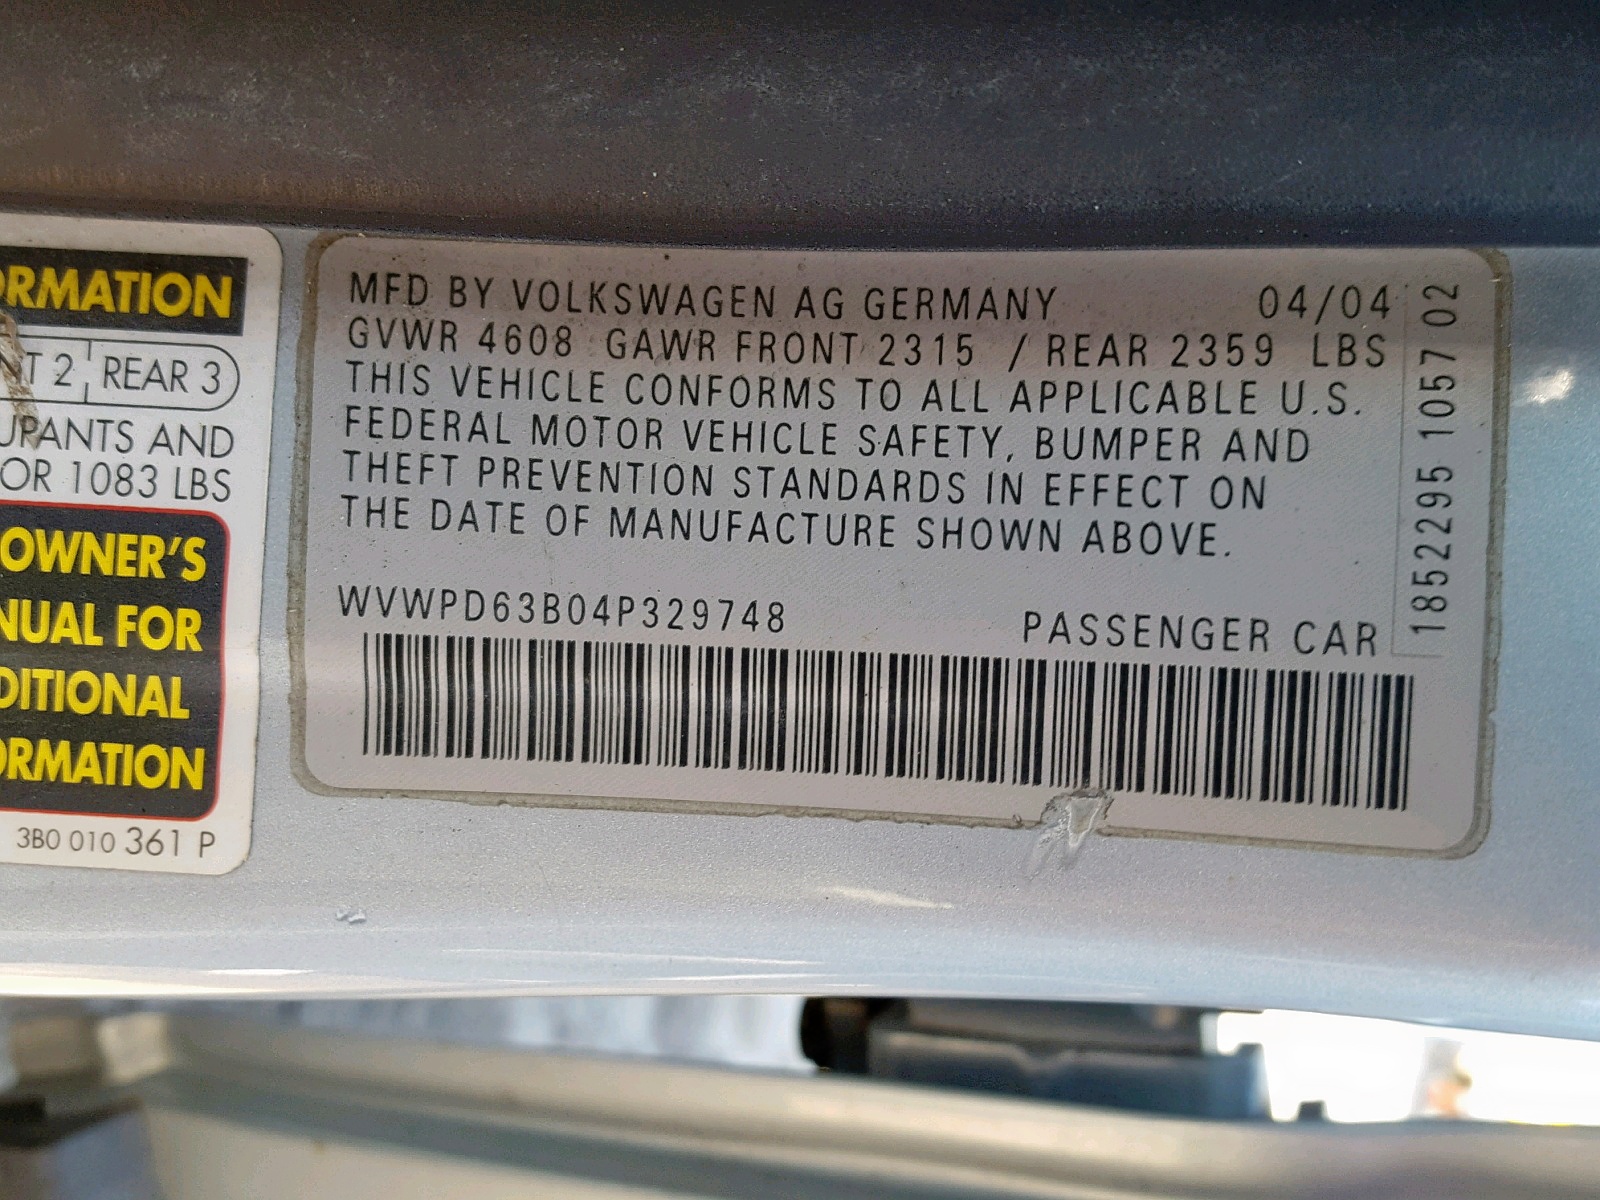 ORMATION
T 2 REAR 3
UPANTS AND
OR 1083 LBS
OWNER'S
NUAL FOR
DITIONAL
ORMATION
3B0 010 361 P
MFD BY VOLKSWAGEN AG GERMANY 04/04
GVWR 4608 GAWR FRONT 2315 / REAR 2359 LBS
THIS VEHICLE CONFORMS TO ALL APPLICABLE U.S.
FEDERAL MOTOR VEHICLE SAFETY, BUMPER AND
THEFT PREVENTION STANDARDS IN EFFECT ON
THE DATE OF MANUFACTURE SHOWN ABOVE.
WVWPD63B04P329748 PASSENGER CAR
1852295 1057 02